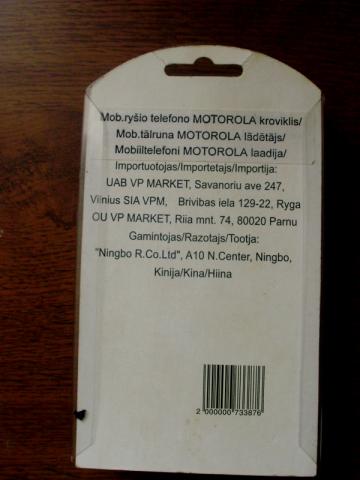 Mob.ryšio telefono MOTOROLA kroviklis/
Mob.tālruna MOTOROLA lādētājs/
Mobiiltelefoni MOTOROLA laadija/
Importuotojas/Importetajs/Importija:
UAB VP MARKET, Savanoriu ave 247,
Vilnius SIA VPM, Brivibas iela 129-22, Ryga
OU VP MARKET, Riia mnt. 74, 80020 Parnu
Gamintojas/Razotajs/Tootja:
"Ningbo R.Co.Ltd", A10 N.Center, Ningbo,
Kinija/Kina/Hiina
2 000000 733876